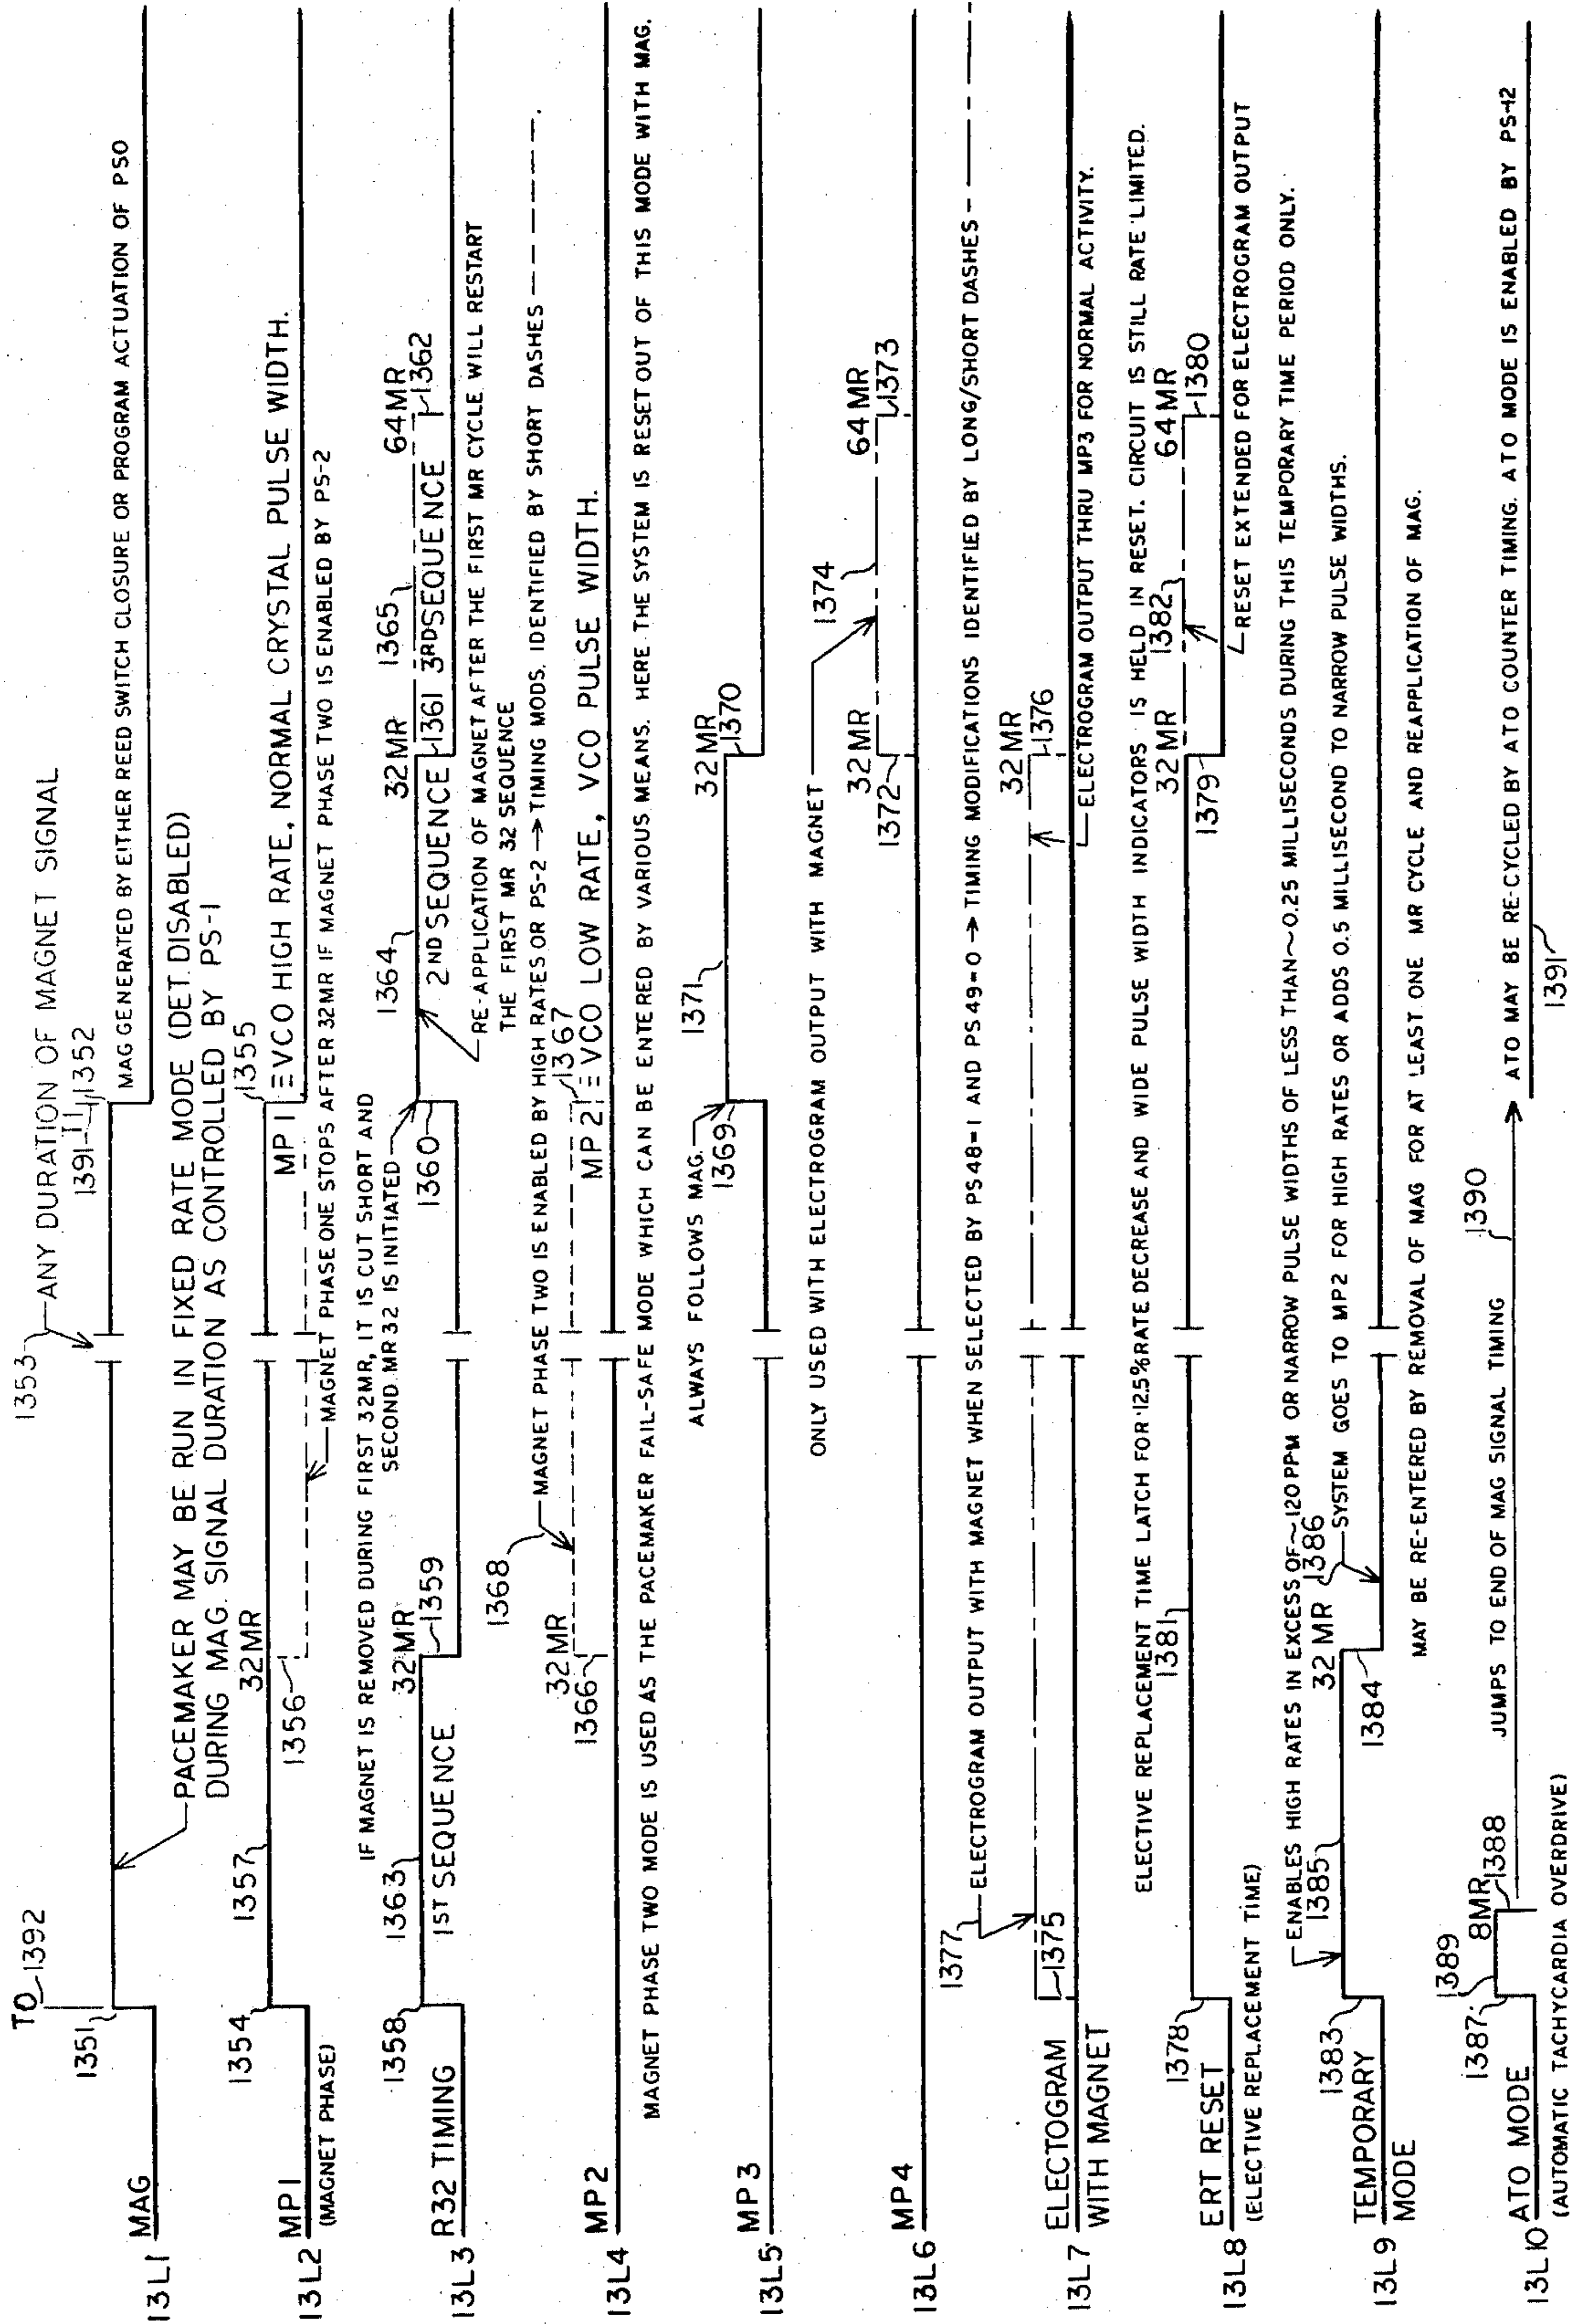 TO 1392
1353 ANY DURATION OF MAGNET SIGNAL
1351
1391 T1 1352
13L1 MAG
MAG GENERATED BY EITHER REED SWITCH CLOSURE OR PROGRAM ACTUATION OF PS0
PACEMAKER MAY BE RUN IN FIXED RATE MODE (DET. DISABLED)
DURING MAG. SIGNAL DURATION AS CONTROLLED BY PS-1
1354
1357
32MR
1355
1356
13L2 MP1
(MAGNET PHASE)
MP1 ≡ VCO HIGH RATE, NORMAL CRYSTAL PULSE WIDTH.
MAGNET PHASE ONE STOPS AFTER 32MR IF MAGNET PHASE TWO IS ENABLED BY PS-2
IF MAGNET IS REMOVED DURING FIRST 32MR, IT IS CUT SHORT AND
SECOND MR32 IS INITIATED
1358
1363
32MR
1359
1360
1364
32MR
1365
64MR
13L3 R32 TIMING
1ST SEQUENCE
2ND SEQUENCE
1361 3RD SEQUENCE
1362
RE-APPLICATION OF MAGNET AFTER THE FIRST MR CYCLE WILL RESTART
THE FIRST MR 32 SEQUENCE
1368
MAGNET PHASE TWO IS ENABLED BY HIGH RATES OR PS-2 → TIMING MODS. IDENTIFIED BY SHORT DASHES – – – – – – .
32MR
1366
1367
13L4 MP2
MP2 ≡ VCO LOW RATE, VCO PULSE WIDTH.
MAGNET PHASE TWO MODE IS USED AS THE PACEMAKER FAIL-SAFE MODE WHICH CAN BE ENTERED BY VARIOUS MEANS. HERE THE SYSTEM IS RESET OUT OF THIS MODE WITH MAG.
ALWAYS FOLLOWS MAG.
1369
1371
32MR
1370
13L5 MP3
ONLY USED WITH ELECTROGRAM OUTPUT WITH MAGNET
1374
32MR
1372
64MR
1373
13L6 MP4
1377
ELECTROGRAM OUTPUT WITH MAGNET WHEN SELECTED BY PS48=1 AND PS49=0 → TIMING MODIFICATIONS IDENTIFIED BY LONG/SHORT DASHES
1375
32MR
1376
13L7 ELECTOGRAM
WITH MAGNET
ELECTROGRAM OUTPUT THRU MP3 FOR NORMAL ACTIVITY.
ELECTIVE REPLACEMENT TIME LATCH FOR 12.5% RATE DECREASE AND WIDE PULSE WIDTH INDICATORS IS HELD IN RESET. CIRCUIT IS STILL RATE LIMITED.
1378
1381
32MR
1379
1382
64MR
1380
13L8 ERT RESET
(ELECTIVE REPLACEMENT TIME)
RESET EXTENDED FOR ELECTROGRAM OUTPUT
ENABLES HIGH RATES IN EXCESS OF ~120 PPM OR NARROW PULSE WIDTHS OF LESS THAN ~0.25 MILLISECONDS DURING THIS TEMPORARY TIME PERIOD ONLY.
1383
1385
32MR
1384
1386
SYSTEM GOES TO MP2 FOR HIGH RATES OR ADDS 0.5 MILLISECOND TO NARROW PULSE WIDTHS.
13L9 TEMPORARY
MODE
MAY BE RE-ENTERED BY REMOVAL OF MAG FOR AT LEAST ONE MR CYCLE AND REAPPLICATION OF MAG.
1387
1389
8MR
1388
JUMPS TO END OF MAG SIGNAL TIMING
1390
ATO MAY BE RE-CYCLED BY ATO COUNTER TIMING. ATO MODE IS ENABLED BY PS-12
13L10 ATO MODE
(AUTOMATIC TACHYCARDIA OVERDRIVE)
1391